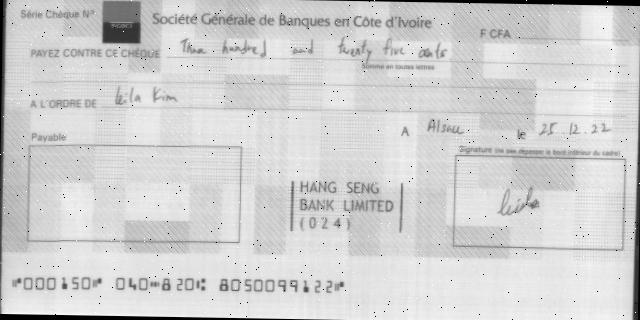 Série Chèque N°
Société Générale de Banques en Côte d'Ivoire
F CFA
PAYEZ CONTRE CE CHÈQUE Three hundred and twenty five cents
Somme en toutes lettres
A L'ORDRE DE Leila Kim
A Alsace le 25.12.22
Payable
Signature (ne pas dépasser le bord intérieur du cadre)
HANG SENG
BANK LIMITED
(024)
⑈000150⑈ 040⑉820⑆ 8050099122⑈